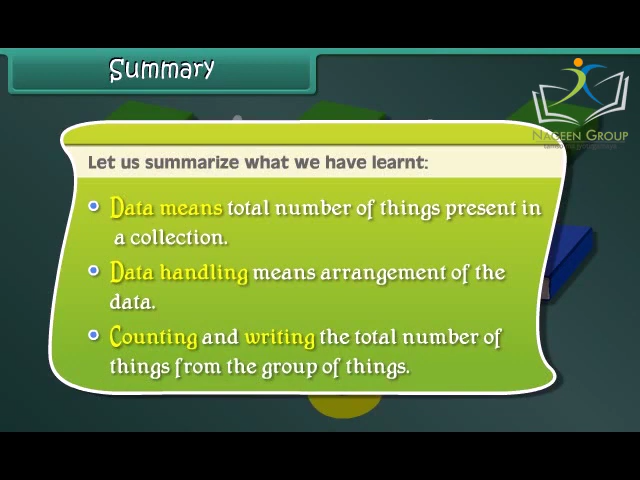 Summary
NAGEEN GROUP
Let us summarize what we have learnt:
Data means total number of things present in
a collection.
Data handling means arrangement of the
data.
Counting and writing the total number of
things from the group of things.